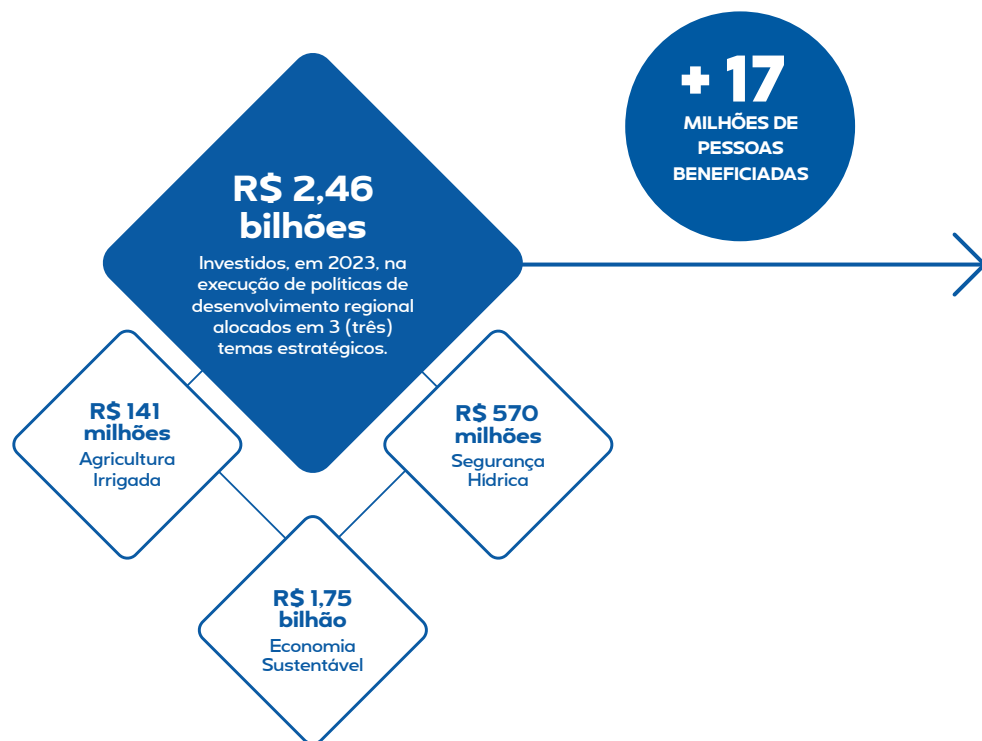 + 17
MILHÕES DE
PESSOAS
BENEFICIADAS
R$ 2,46
bilhões
Investidos, em 2023, na
execução de políticas de
desenvolvimento regional
alocados em 3 (três)
temas estratégicos.
R$ 141
milhões
Agricultura
Irrigada
R$ 570
milhões
Segurança
Hídrica
R$ 1,75
bilhão
Economia
Sustentável